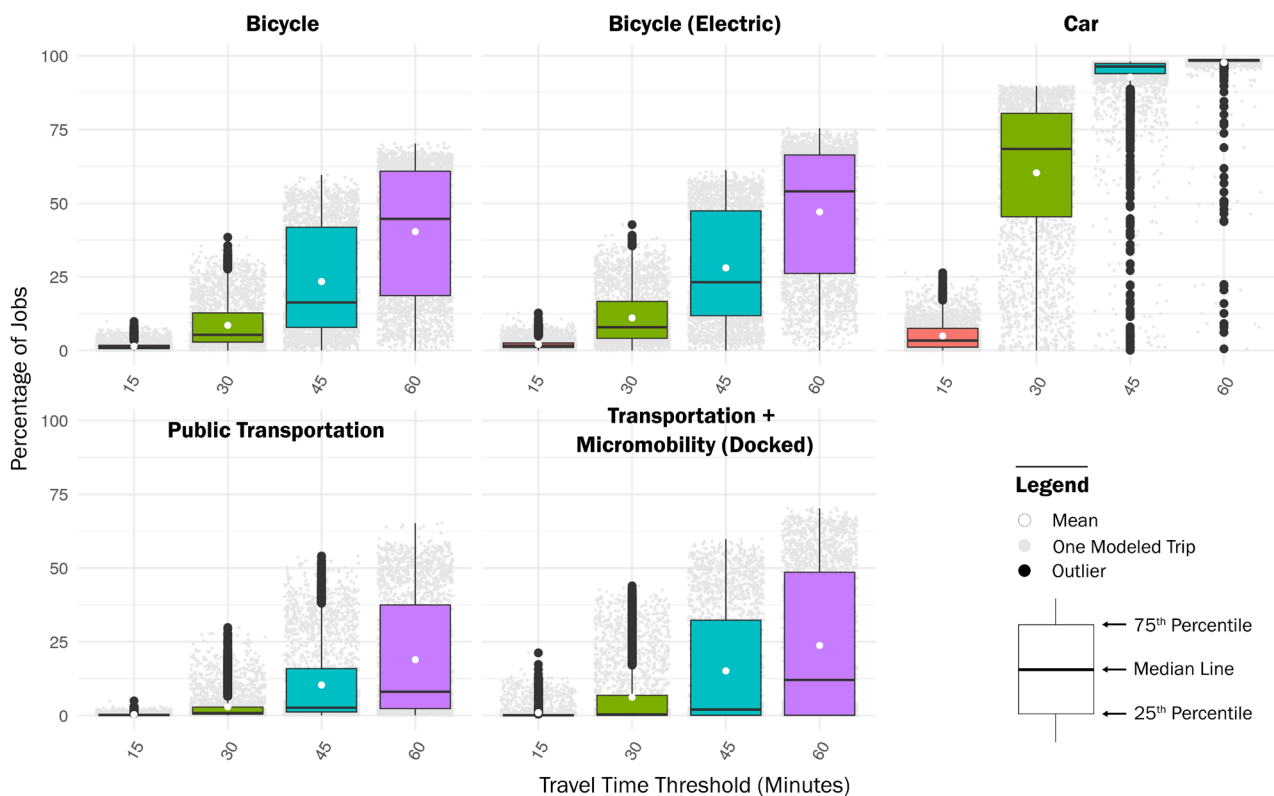 Bicycle
Bicycle (Electric)
Car
Percentage of Jobs
100
75
50
25
0
15
30
45
60
15
30
45
60
15
30
45
60
Public Transportation
Transportation +
Micromobility (Docked)
100
75
50
25
0
15
30
45
60
15
30
45
60
Travel Time Threshold (Minutes)
Legend
Mean
One Modeled Trip
Outlier
75th Percentile
Median Line
25th Percentile